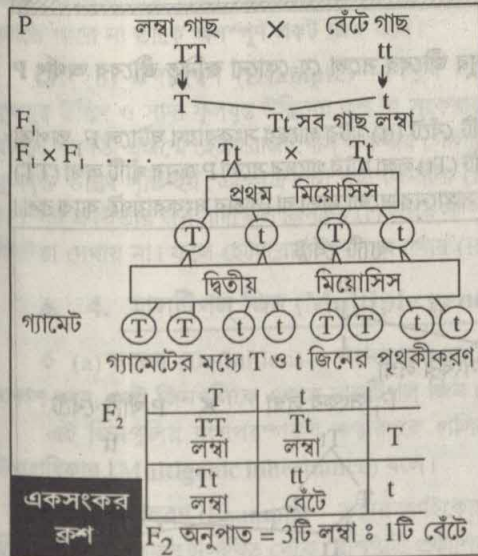 P লম্বা গাছ × বেঁটে গাছ
TT tt
T t
F₁ Tt সব গাছ লম্বা
F₁ × F₁ . . . . Tt × Tt
প্রথম মিয়োসিস
T t T t
দ্বিতীয় মিয়োসিস
গ্যামেট T T t t T T t t
গ্যামেটের মধ্যে T ও t জিনের পৃথকীকরণ
F₂ T t
TT Tt T
লম্বা লম্বা
Tt tt t
লম্বা বেঁটে
একসংকর
ক্রশ
F₂ অনুপাত = 3টি লম্বা ঃ 1টি বেঁটে